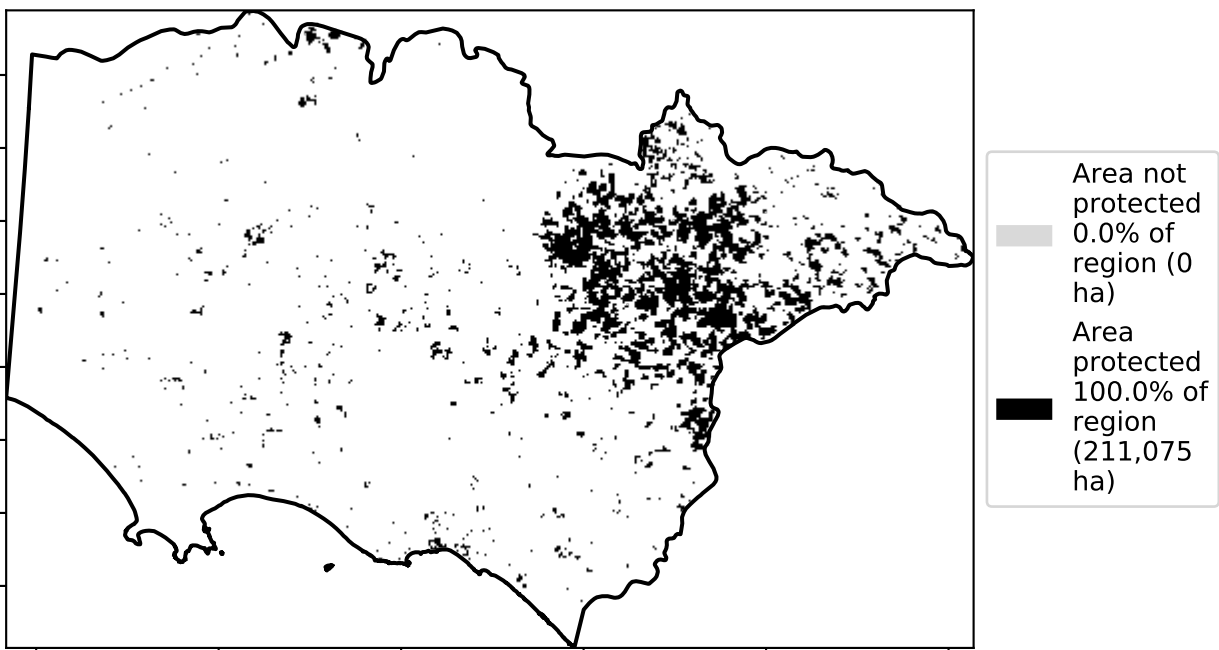 Area not
protected
0.0% of
region (0
ha)
Area
protected
100.0% of
region
(211,075
ha)